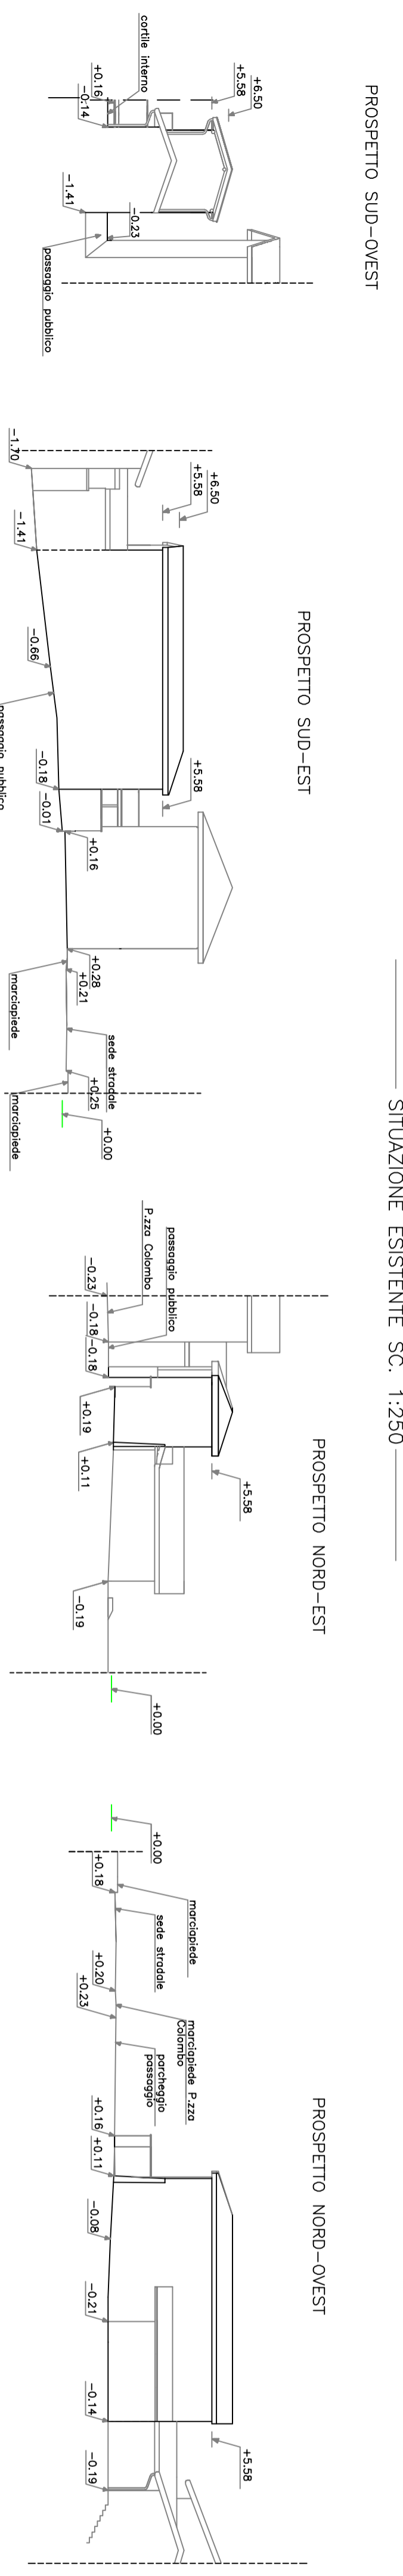 SITUAZIONE ESISTENTE SC. 1:250
PROSPETTO SUD-OVEST
+6.50
+5.58
cortile interno
+0.16
-0.14
-1.41
-0.23
passaggio pubblico
PROSPETTO SUD-EST
+6.50
+5.58
+5.58
-1.70
-1.41
-0.66
passaggio pubblico
-0.18
-0.01
+0.16
+0.28
+0.21
marciapiede
sede stradale
+0.25
marciapiede
+0.00
PROSPETTO NORD-EST
passaggio pubblico
P.zza Colombo
-0.23
-0.18
-0.18
+0.19
+0.11
+5.58
-0.19
+0.00
PROSPETTO NORD-OVEST
+0.00
+0.18
marciapiede
sede stradale
+0.20
+0.23
marciapiede P.zza
Colombo
parcheggio
passaggio
+0.16
+0.11
-0.08
-0.21
-0.14
+5.58
-0.19